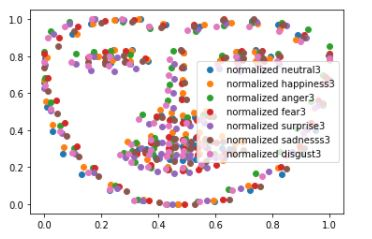 1.0
0.8
0.6
0.4
0.2
0.0
normalized neutral3
normalized happiness3
normalized anger3
normalized fear3
normalized surprise3
normalized sadnesss3
normalized disgust3
0.0 0.2 0.4 0.6 0.8 1.0